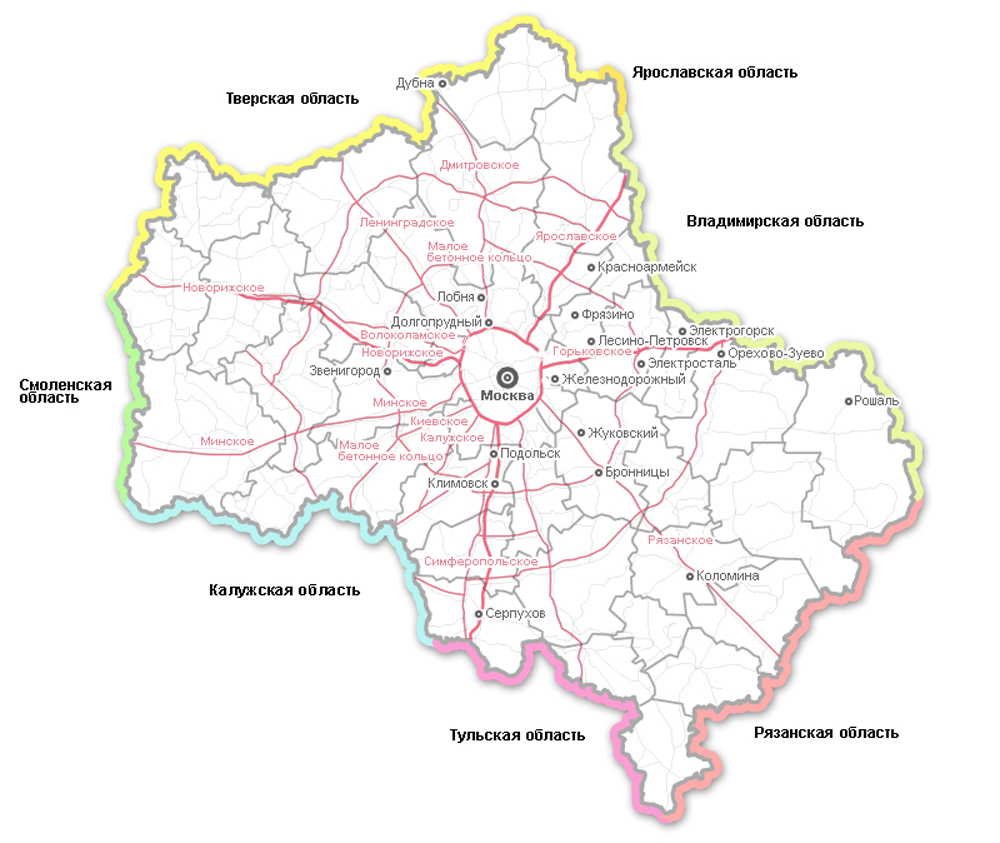 Ярославская область
Дубна
Тверская область
Дмитровское
Ленинградское
Владимирская область
Ярославское
Малое
бетонное кольцо
Красноармейск
Новорижское
Лобня
Фрязино
Долгопрудный
Электрогорск
Волоколамское
Лесино-Петровск
Новорижское
Горьковское
Орехово-Зуево
Электросталь
Звенигород
Железнодорожный
Смоленская
область
Москва
Минское
Рошаль
Киевское
Жуковский
Калужское
Минское
Малое
бетонное кольцо
Подольск
Бронницы
Климовск
Рязанское
Симферопольское
Коломина
Калужская область
Серпухов
Тульская область
Рязанская область